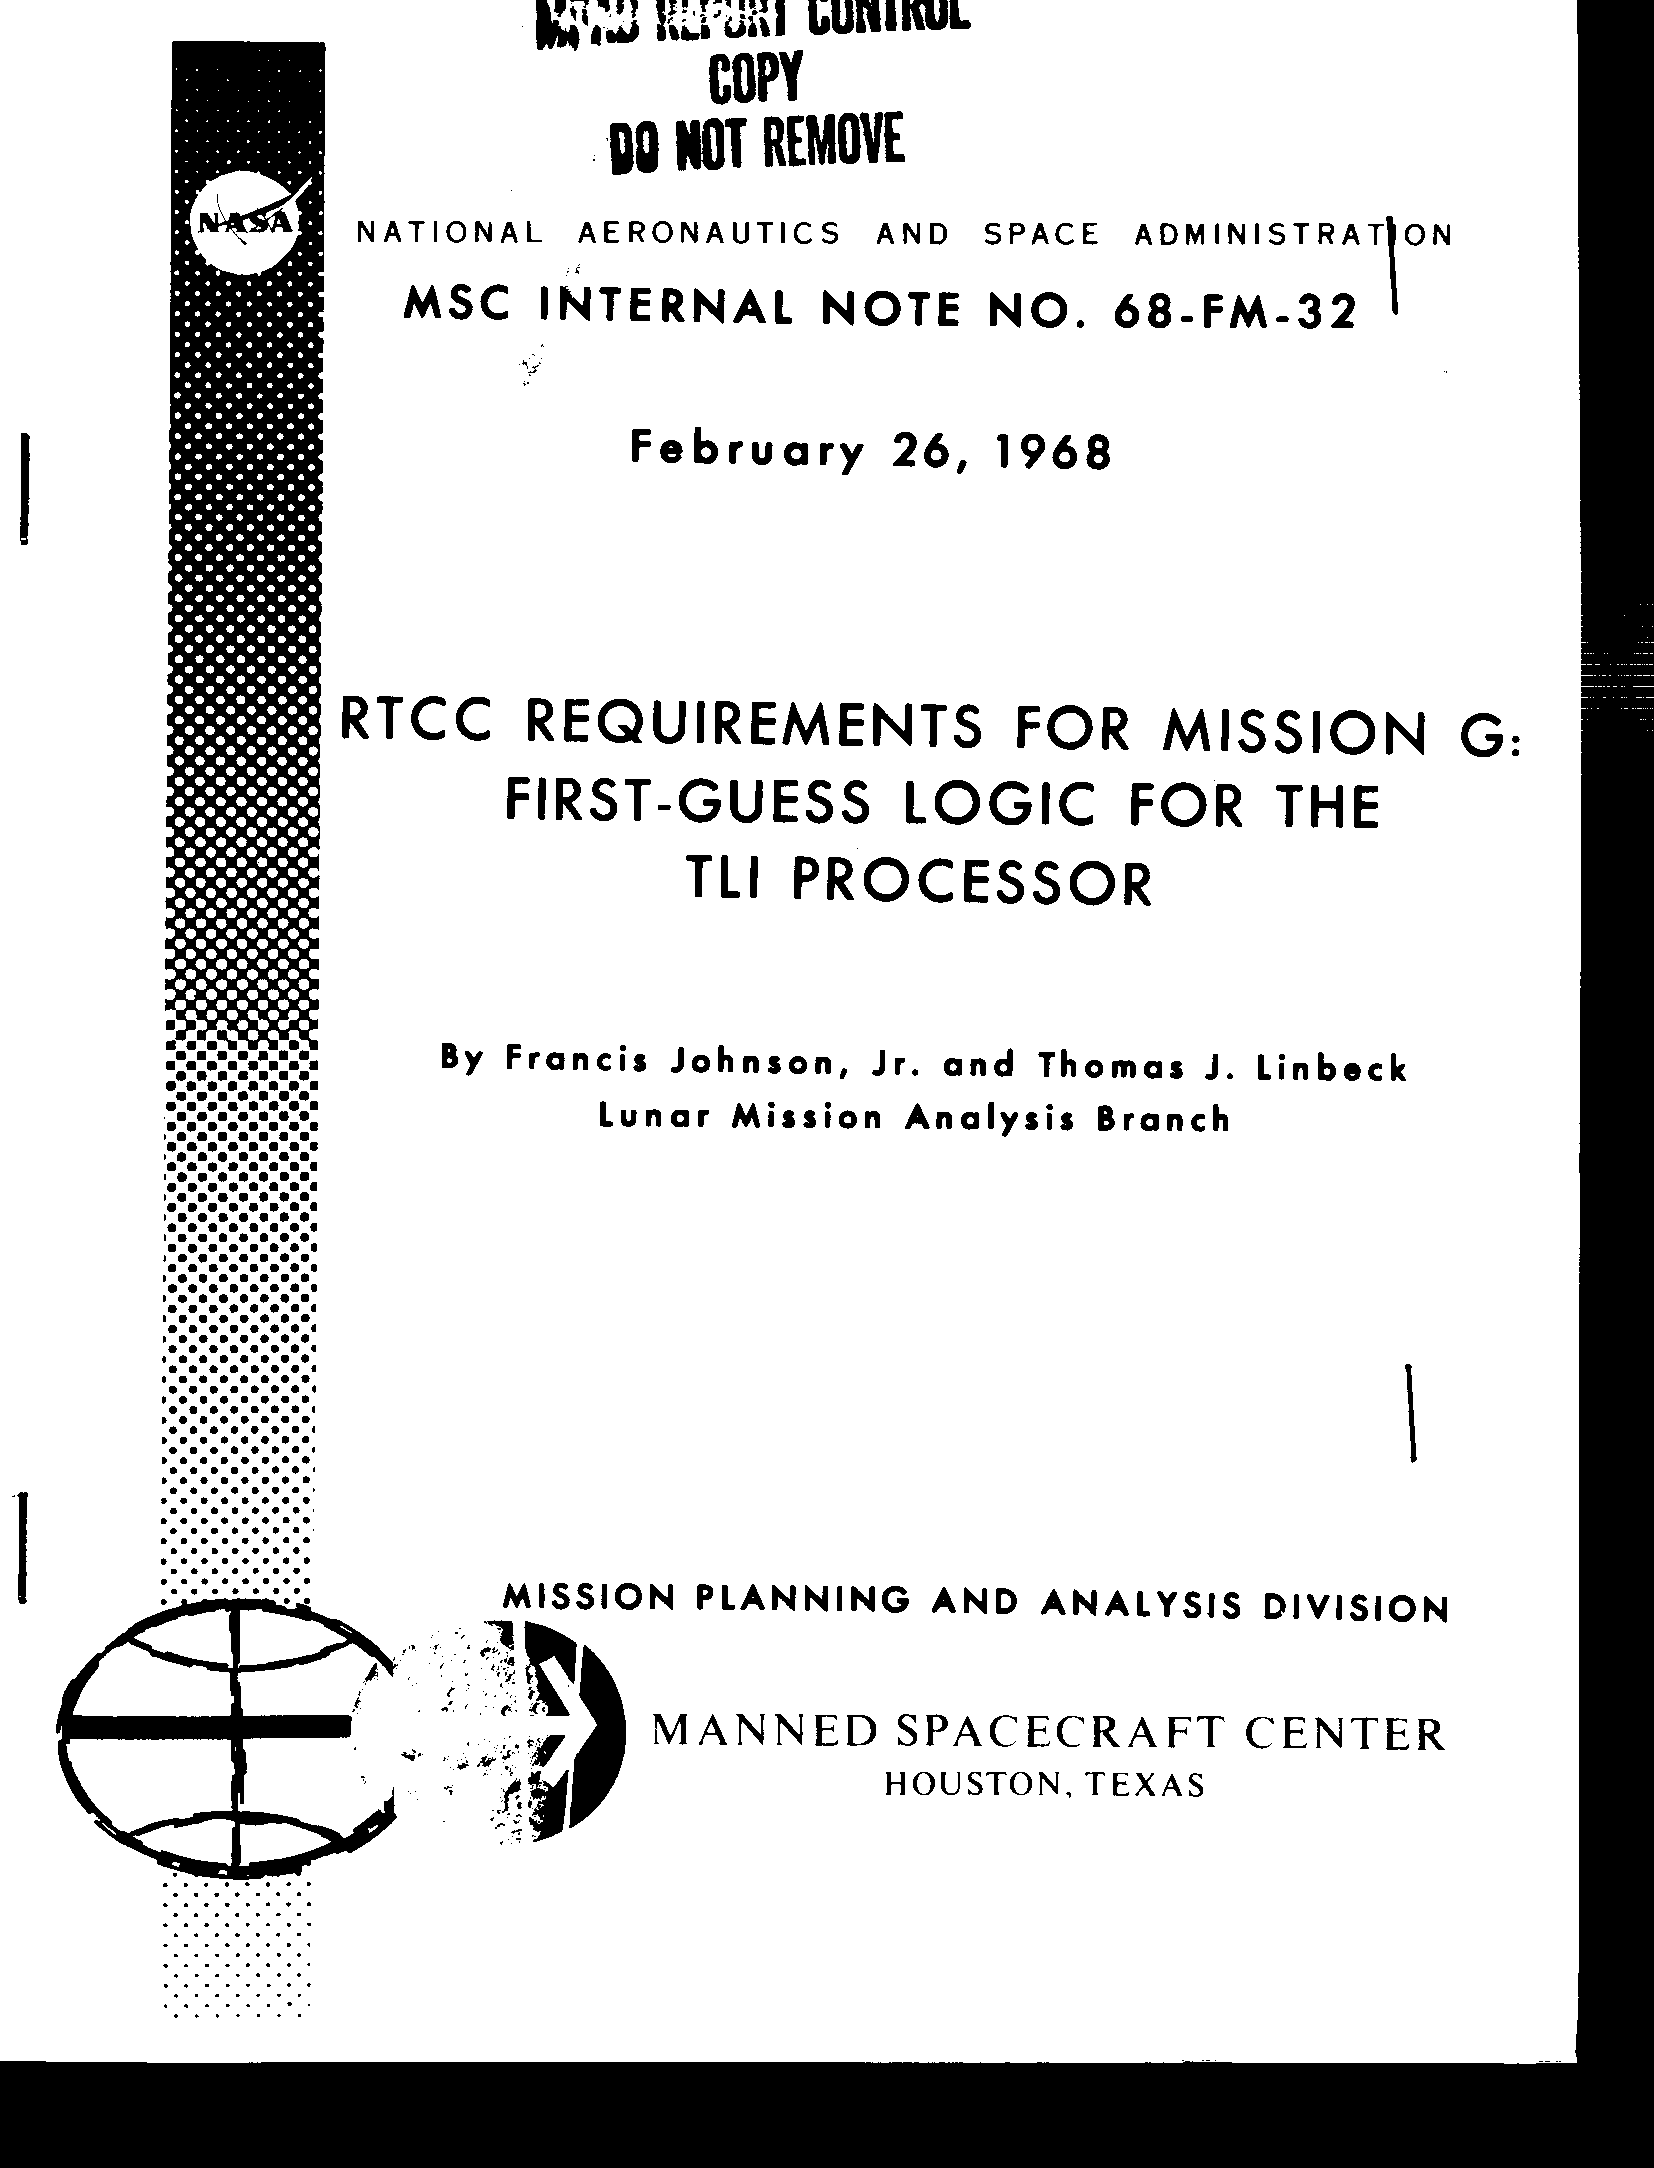 REPORT CONTROL
COPY
DO NOT REMOVE
NASA
NATIONAL AERONAUTICS AND SPACE ADMINISTRATION
MSC INTERNAL NOTE NO. 68-FM-32
February 26, 1968
RTCC REQUIREMENTS FOR MISSION G:
FIRST-GUESS LOGIC FOR THE
TLI PROCESSOR
By Francis Johnson, Jr. and Thomas J. Linbeck
Lunar Mission Analysis Branch
MISSION PLANNING AND ANALYSIS DIVISION
MANNED SPACECRAFT CENTER
HOUSTON, TEXAS